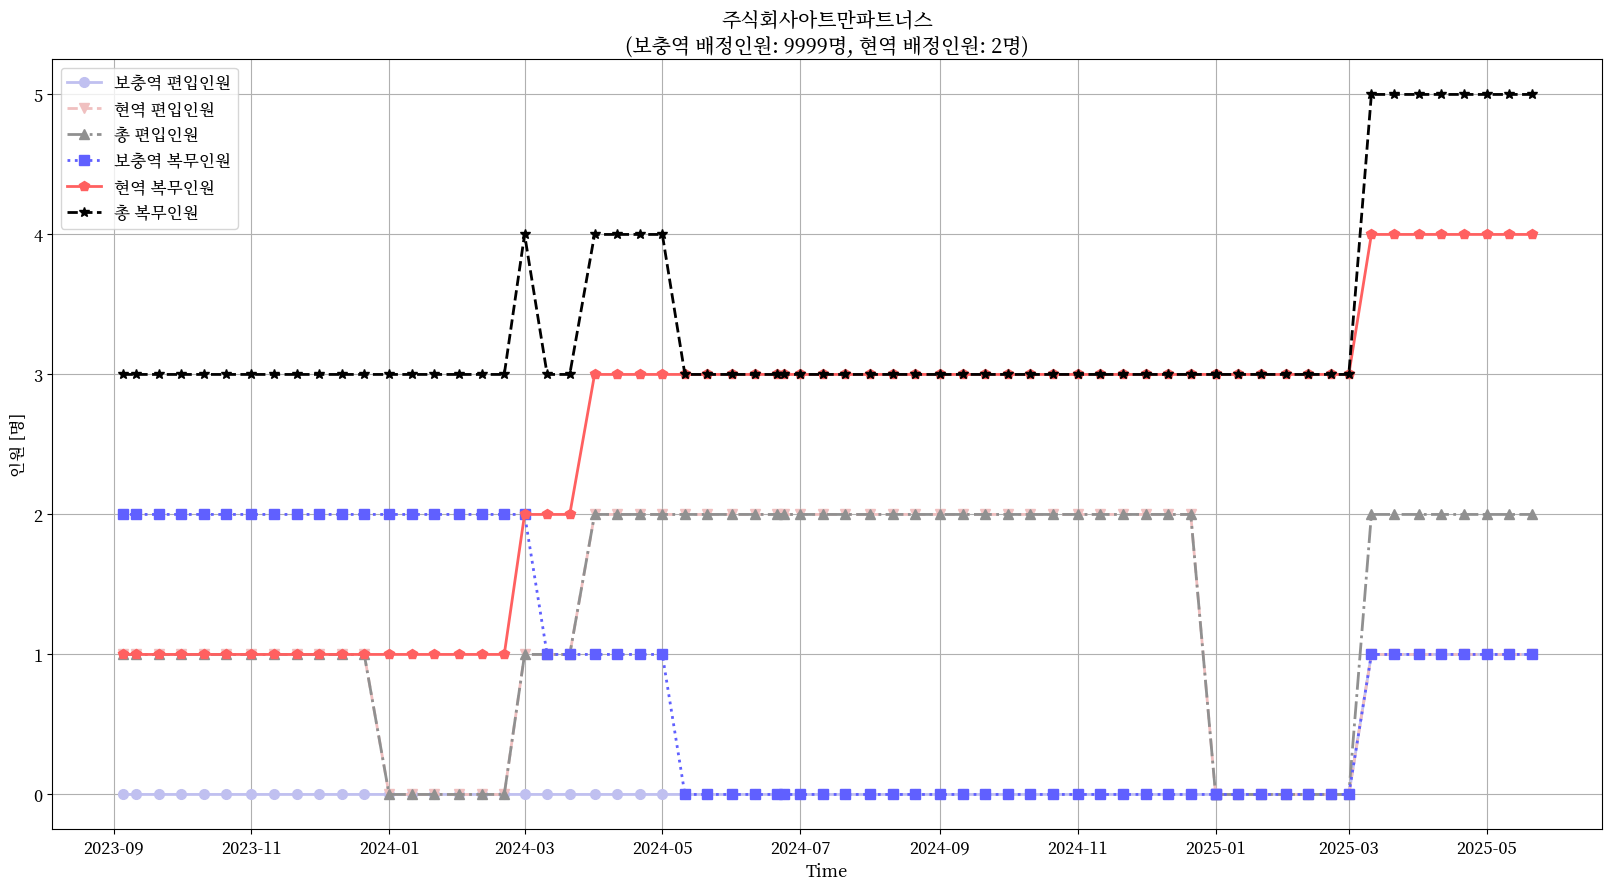 주식회사아트만파트너스
(보충역 배정인원: 9999명, 현역 배정인원: 2명)
보충역 편입인원
현역 편입인원
총 편입인원
보충역 복무인원
현역 복무인원
총 복무인원
인원 [명]
5
4
3
2
1
0
2023-09
2023-11
2024-01
2024-03
2024-05
2024-07
2024-09
2024-11
2025-01
2025-03
2025-05
Time